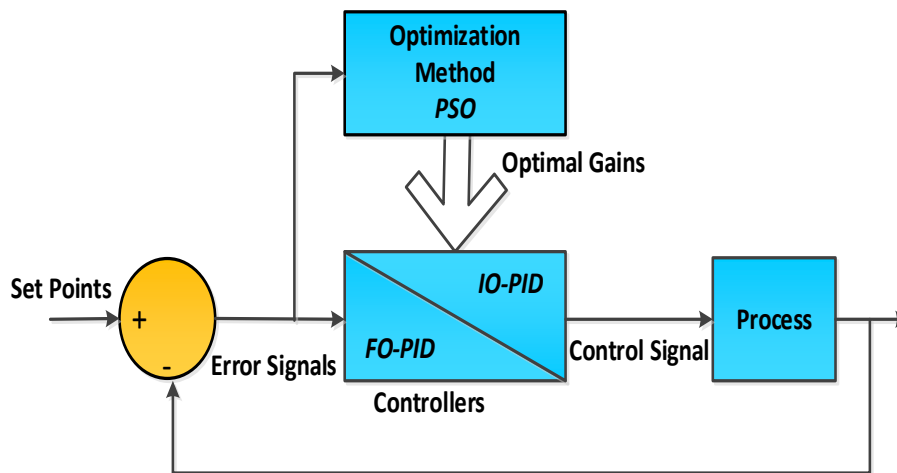 Optimization
Method
PSO
Optimal Gains
Set Points
+
-
Error Signals
IO-PID
FO-PID
Controllers
Control Signal
Process